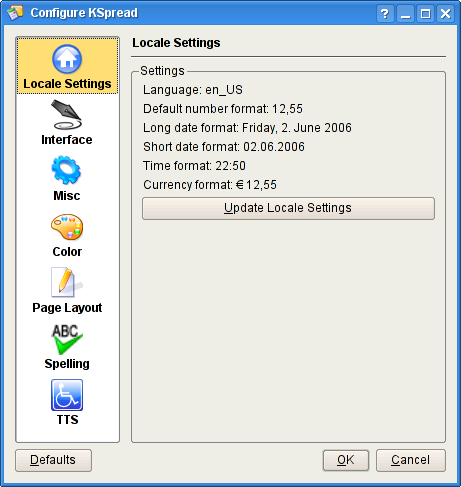 Configure KSpread
?
Locale Settings
Interface
Misc
Color
Page Layout
ABC
Spelling
TTS
Locale Settings
Settings
Language: en_US
Default number format: 12,55
Long date format: Friday, 2. June 2006
Short date format: 02.06.2006
Time format: 22:50
Currency format: € 12,55
Update Locale Settings
Defaults
OK
Cancel